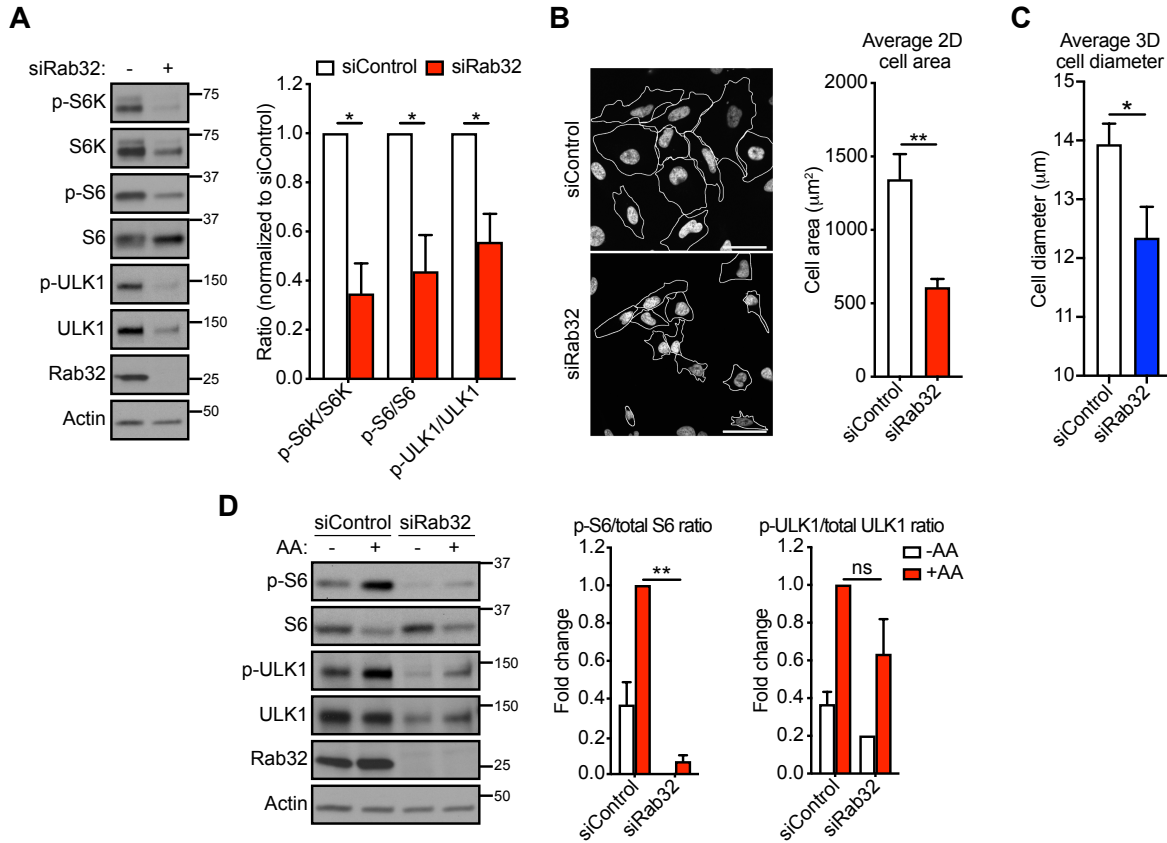 A
siRab32: - +
p-S6K 75
S6K 75
p-S6 37
S6 37
p-ULK1 150
ULK1 150
Rab32 25
Actin 50
siControl siRab32
Ratio (normalized to siControl)
1.2
1.0
0.8
0.6
0.4
0.2
0.0
* * *
p-S6K/S6K
p-S6/S6
p-ULK1/ULK1
B
siControl
siRab32
Average 2D
cell area
Cell area (μm²)
2000
1500
1000
500
0
**
siControl
siRab32
C
Average 3D
cell diameter
Cell diameter (μm)
15
14
13
12
11
10
*
siControl
siRab32
D
siControl siRab32
AA: - + - +
p-S6 37
S6 37
p-ULK1 150
ULK1 150
Rab32 25
Actin 50
p-S6/total S6 ratio
Fold change
1.0
0.8
0.6
0.4
0.2
0.0
**
siControl
siRab32
p-ULK1/total ULK1 ratio
Fold change
1.0
0.8
0.6
0.4
0.2
0.0
ns
siControl
siRab32
-AA
+AA